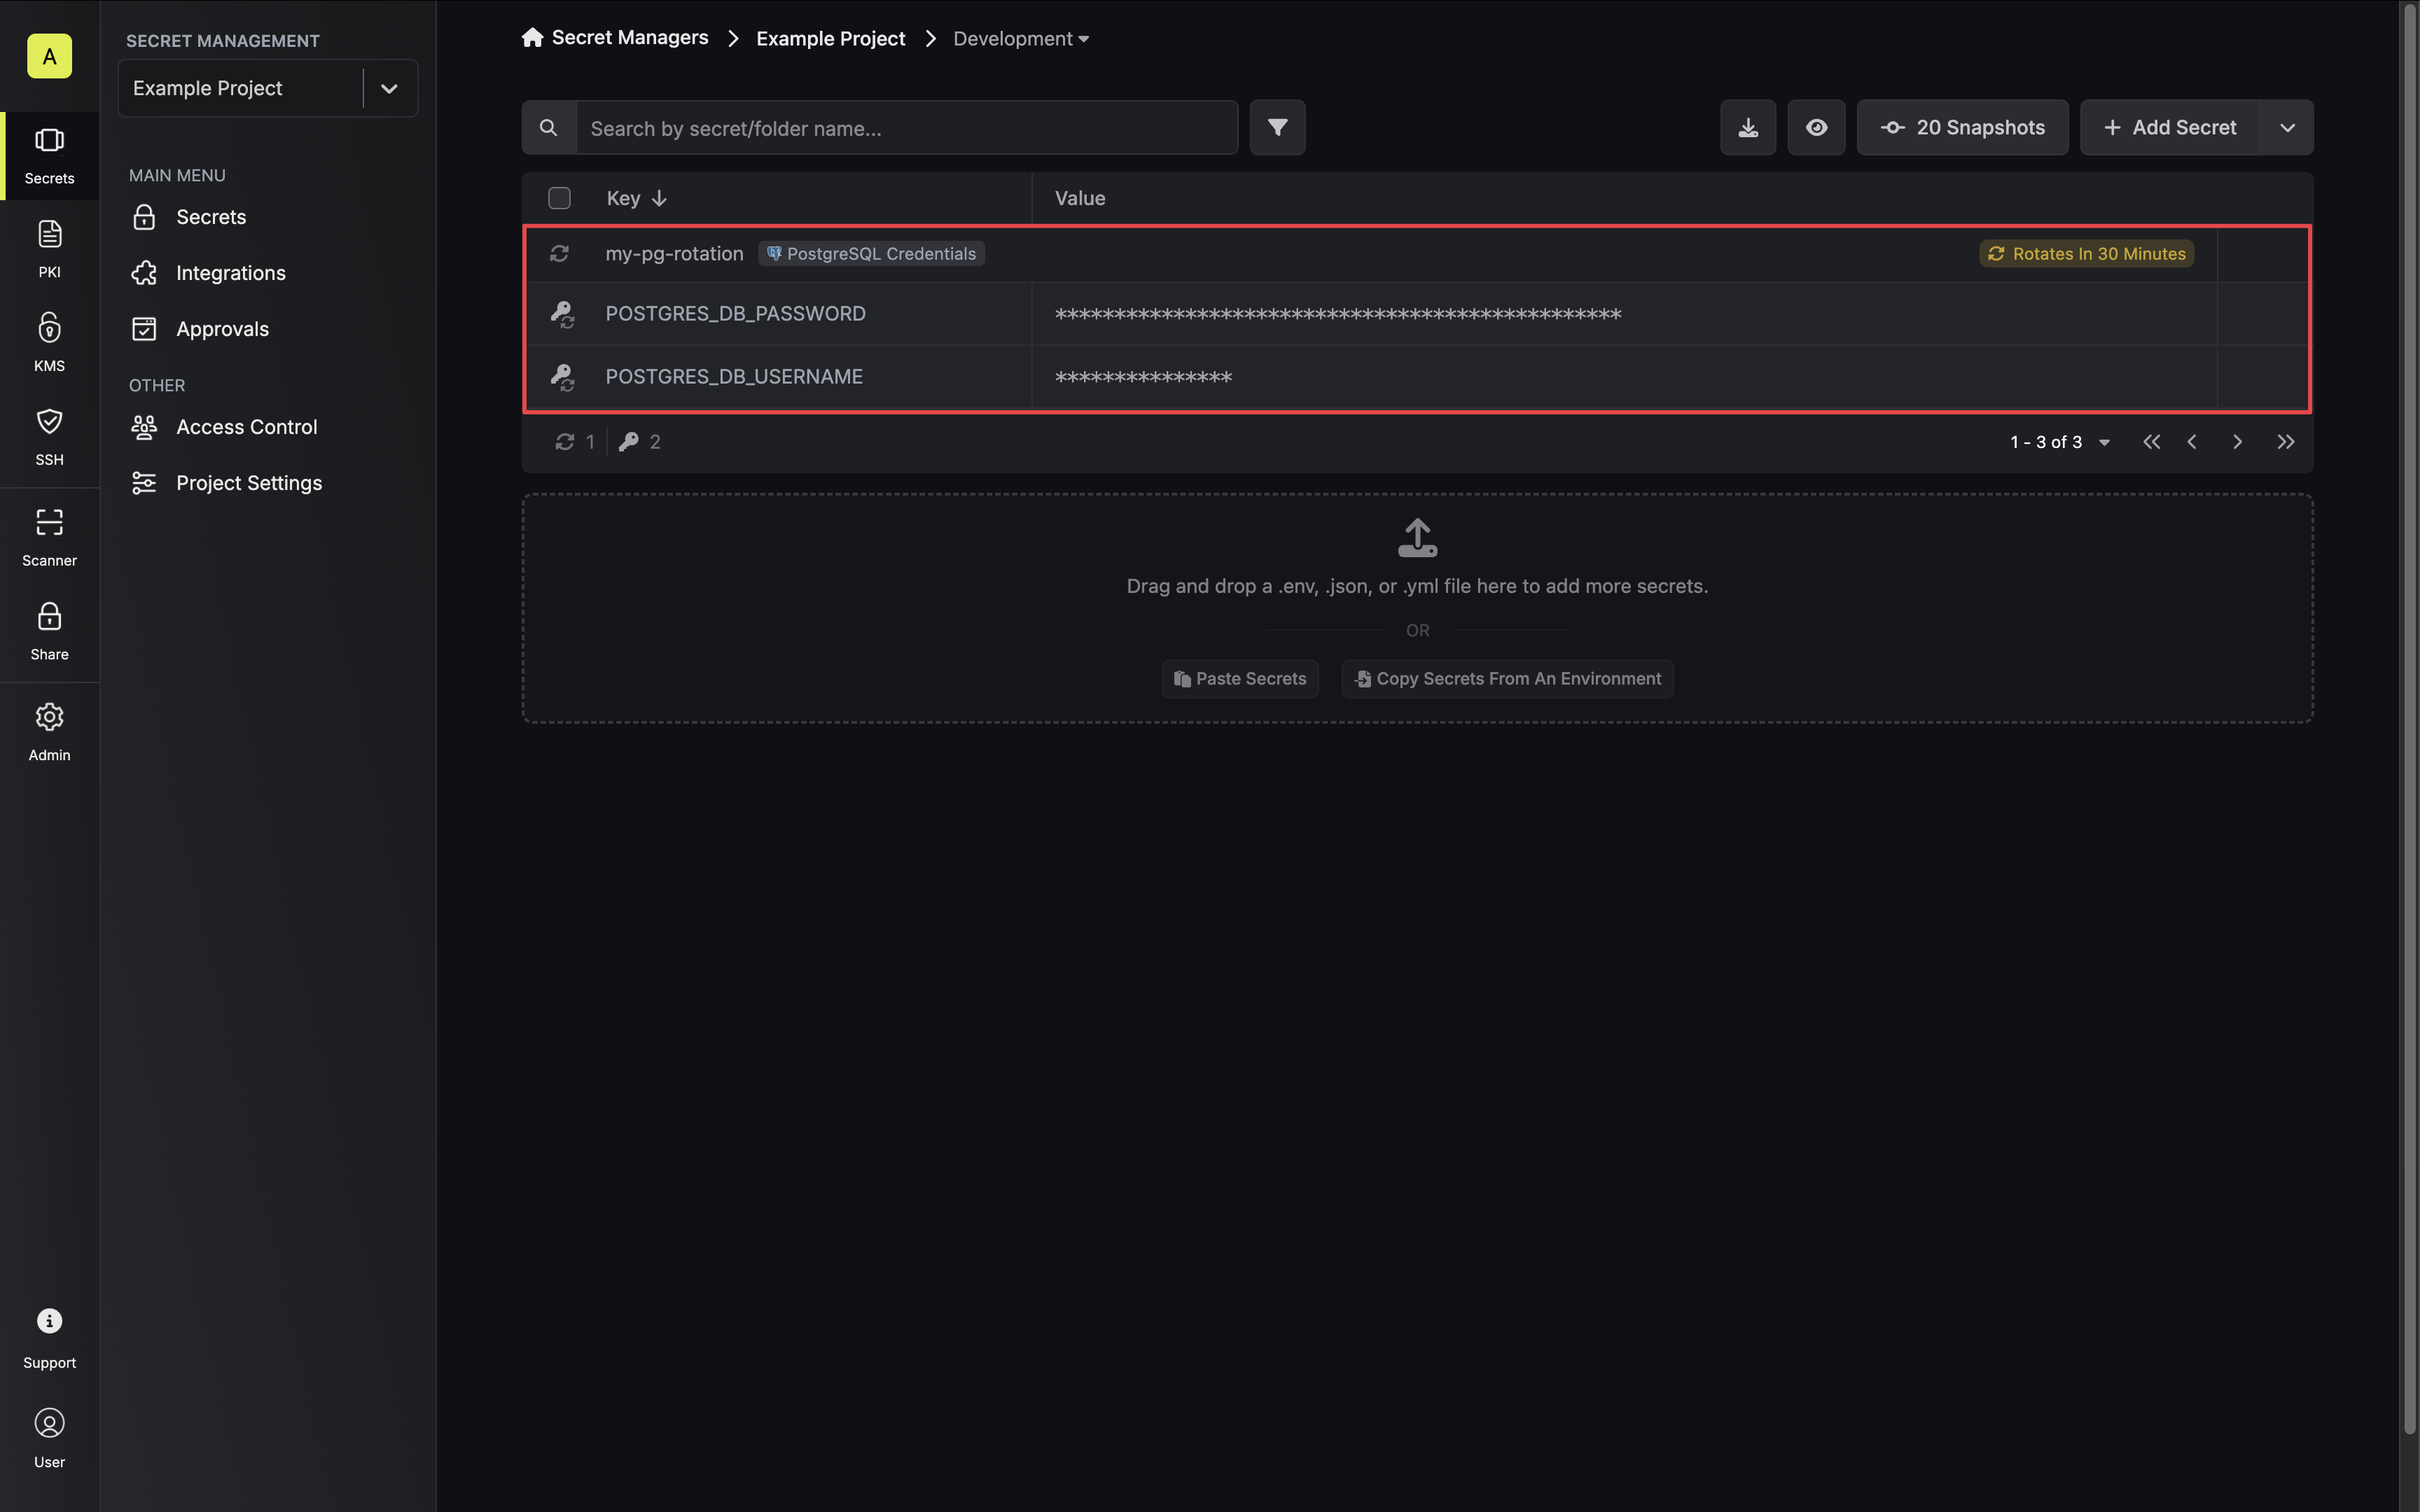 A
Secrets
PKI
KMS
SSH
Scanner
Share
Admin
Support
User
SECRET MANAGEMENT
Example Project
MAIN MENU
Secrets
Integrations
Approvals
OTHER
Access Control
Project Settings
Secret Managers Example Project Development
Search by secret/folder name...
20 Snapshots
+ Add Secret
Key Value
my-pg-rotation PostgreSQL Credentials Rotates In 30 Minutes
POSTGRES_DB_PASSWORD ************************************************
POSTGRES_DB_USERNAME ***************
1 2 1 - 3 of 3
Drag and drop a .env, .json, or .yml file here to add more secrets.
OR
Paste Secrets Copy Secrets From An Environment